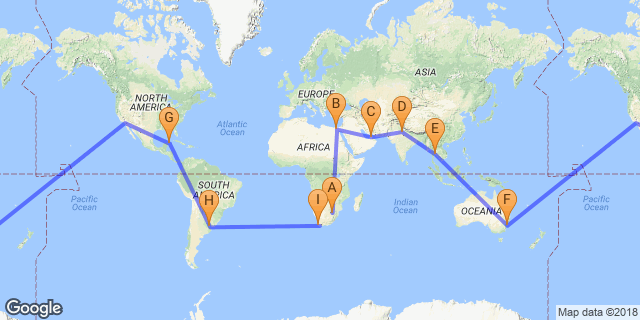 NORTH
AMERICA
ASIA
EUROPE
Atlantic
Ocean
AFRICA
SOUTH
AMERICA
Indian
Ocean
OCEANIA
Pacific
Ocean
Pacific
Ocean
A
B
C
D
E
F
G
H
I
Google
Map data ©2018